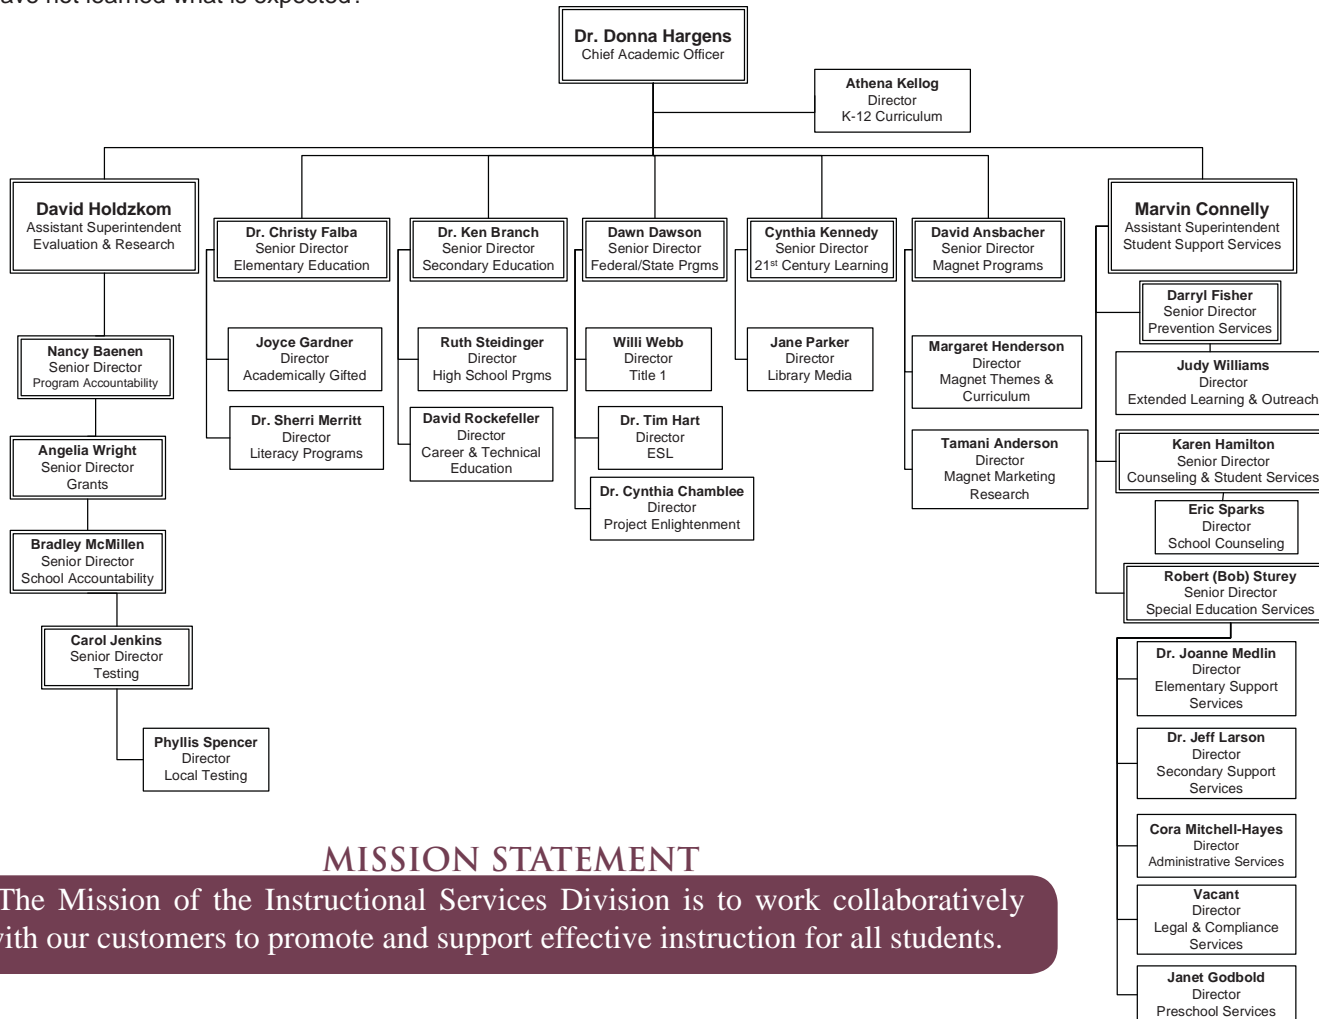 have not learned what is expected?
Dr. Donna Hargens
Chief Academic Officer
Athena Kellog
Director
K-12 Curriculum
David Holdzkom
Assistant Superintendent
Evaluation & Research
Marvin Connelly
Assistant Superintendent
Student Support Services
Dr. Christy Falba
Senior Director
Elementary Education
Dr. Ken Branch
Senior Director
Secondary Education
Dawn Dawson
Senior Director
Federal/State Prgms
Cynthia Kennedy
Senior Director
21st Century Learning
David Ansbacher
Senior Director
Magnet Programs
Nancy Baenen
Senior Director
Program Accountability
Angelia Wright
Senior Director
Grants
Bradley McMillen
Senior Director
School Accountability
Carol Jenkins
Senior Director
Testing
Phyllis Spencer
Director
Local Testing
Joyce Gardner
Director
Academically Gifted
Dr. Sherri Merritt
Director
Literacy Programs
Ruth Steidinger
Director
High School Prgms
David Rockefeller
Director
Career & Technical
Education
Willi Webb
Director
Title 1
Dr. Tim Hart
Director
ESL
Dr. Cynthia Chamblee
Director
Project Enlightenment
Jane Parker
Director
Library Media
Margaret Henderson
Director
Magnet Themes &
Curriculum
Tamani Anderson
Director
Magnet Marketing
Research
Darryl Fisher
Senior Director
Prevention Services
Judy Williams
Director
Extended Learning & Outreach
Karen Hamilton
Senior Director
Counseling & Student Services
Eric Sparks
Director
School Counseling
Robert (Bob) Sturey
Senior Director
Special Education Services
Dr. Joanne Medlin
Director
Elementary Support
Services
Dr. Jeff Larson
Director
Secondary Support
Services
Cora Mitchell-Hayes
Director
Administrative Services
Vacant
Director
Legal & Compliance
Services
Janet Godbold
Director
Preschool Services
MISSION STATEMENT
The Mission of the Instructional Services Division is to work collaboratively
with our customers to promote and support effective instruction for all students.